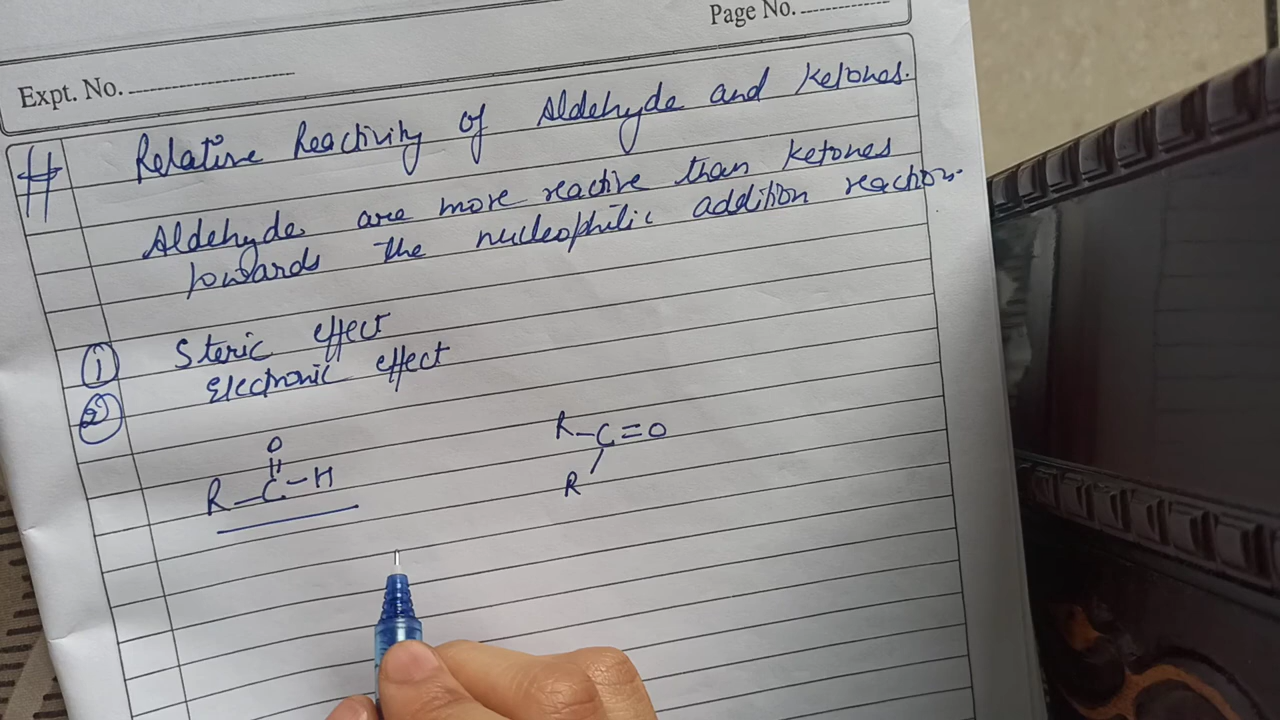 Page No.
Expt. No.
# Relative Reactivity of Aldehyde and Ketones.
Aldehyde are more reactive than ketones
towards the nucleophilic addition reaction.
① Steric effect
② Electronic effect
O
||
R-C-H
R-C=O
/
R